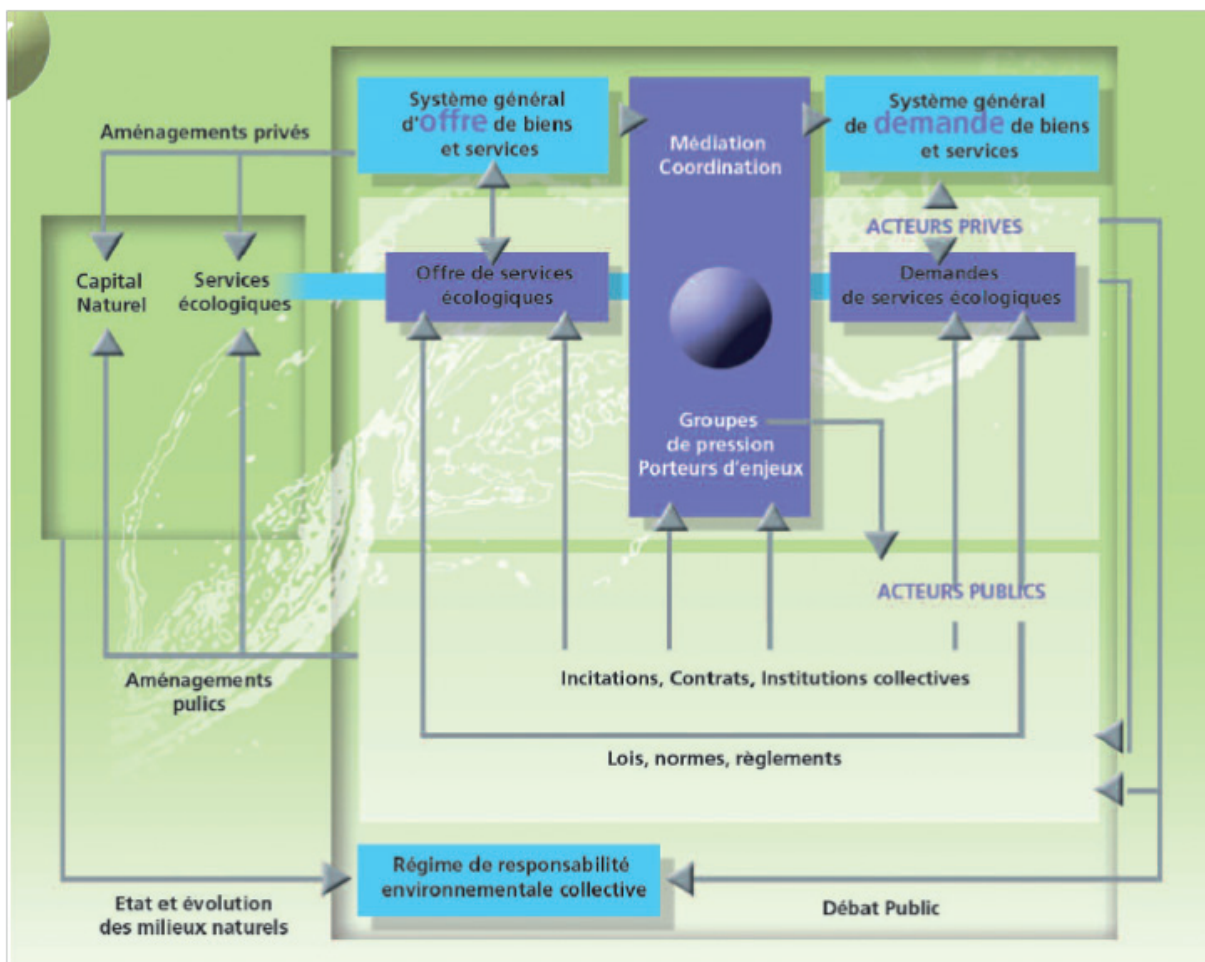 Système général
d'offre de biens
et services
Système général
de demande de biens
et services
Médiation
Coordination
Aménagements privés
ACTEURS PRIVES
Capital
Naturel
Services
écologiques
Offre de services
écologiques
Demandes
de services écologiques
Groupes
de pression
Porteurs d'enjeux
ACTEURS PUBLICS
Incitations, Contrats, Institutions collectives
Aménagements
pulics
Lois, normes, règlements
Régime de responsabilité
environnementale collective
Etat et évolution
des milieux naturels
Débat Public